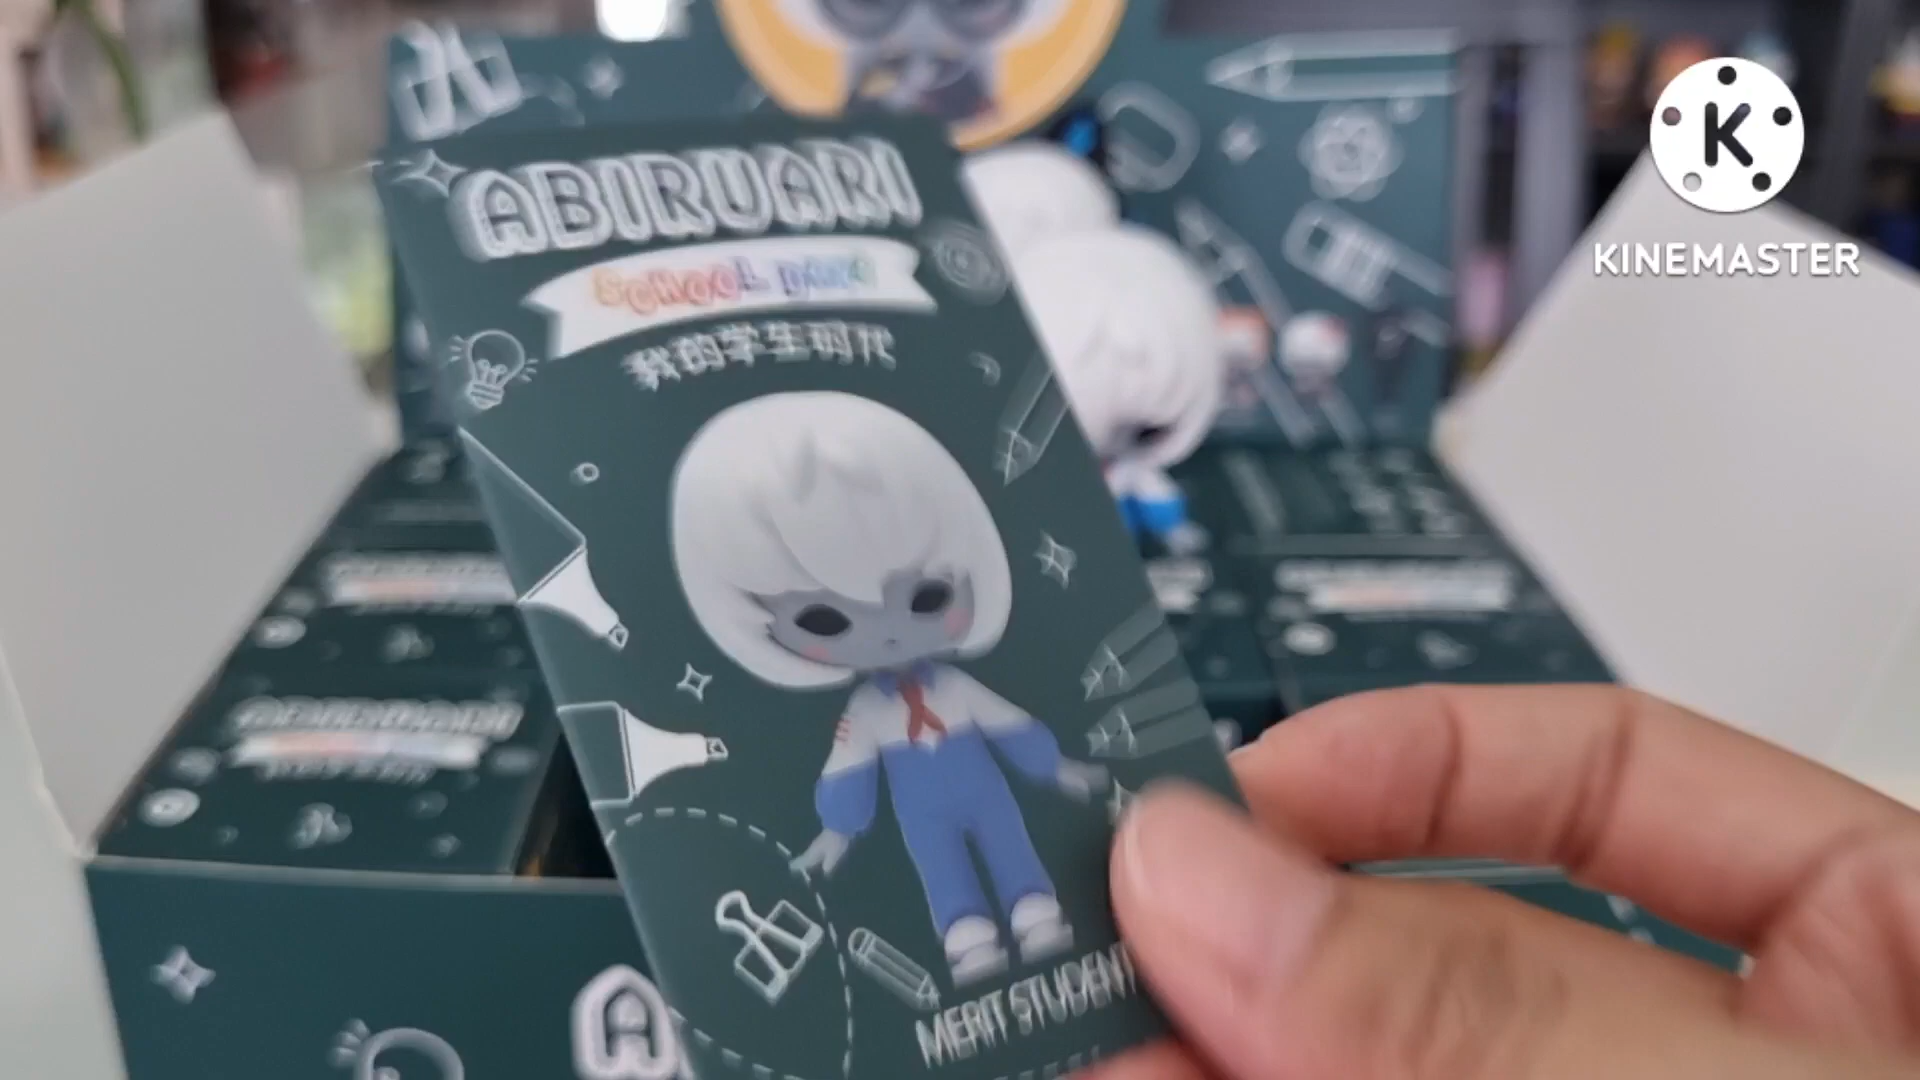 K
KINEMASTER
ABIRUARI
SCHOOL DAYS
我的学生时代
MERIT STUDENT
A